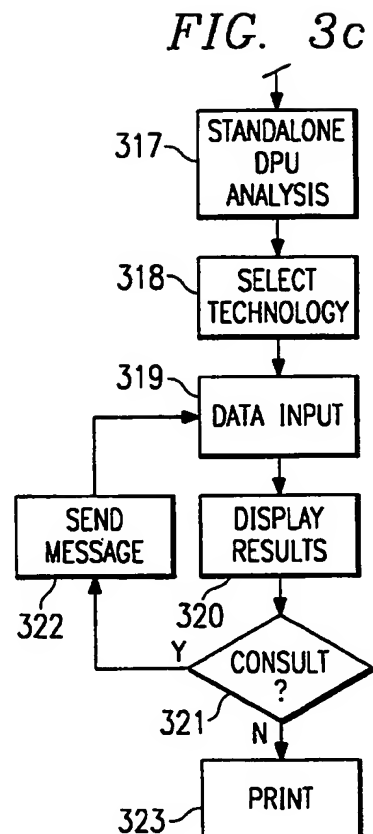 FIG. 3c
317
STANDALONE
DPU
ANALYSIS
318
SELECT
TECHNOLOGY
319
DATA INPUT
SEND
MESSAGE
322
DISPLAY
RESULTS
320
Y
CONSULT
?
321
N
323
PRINT